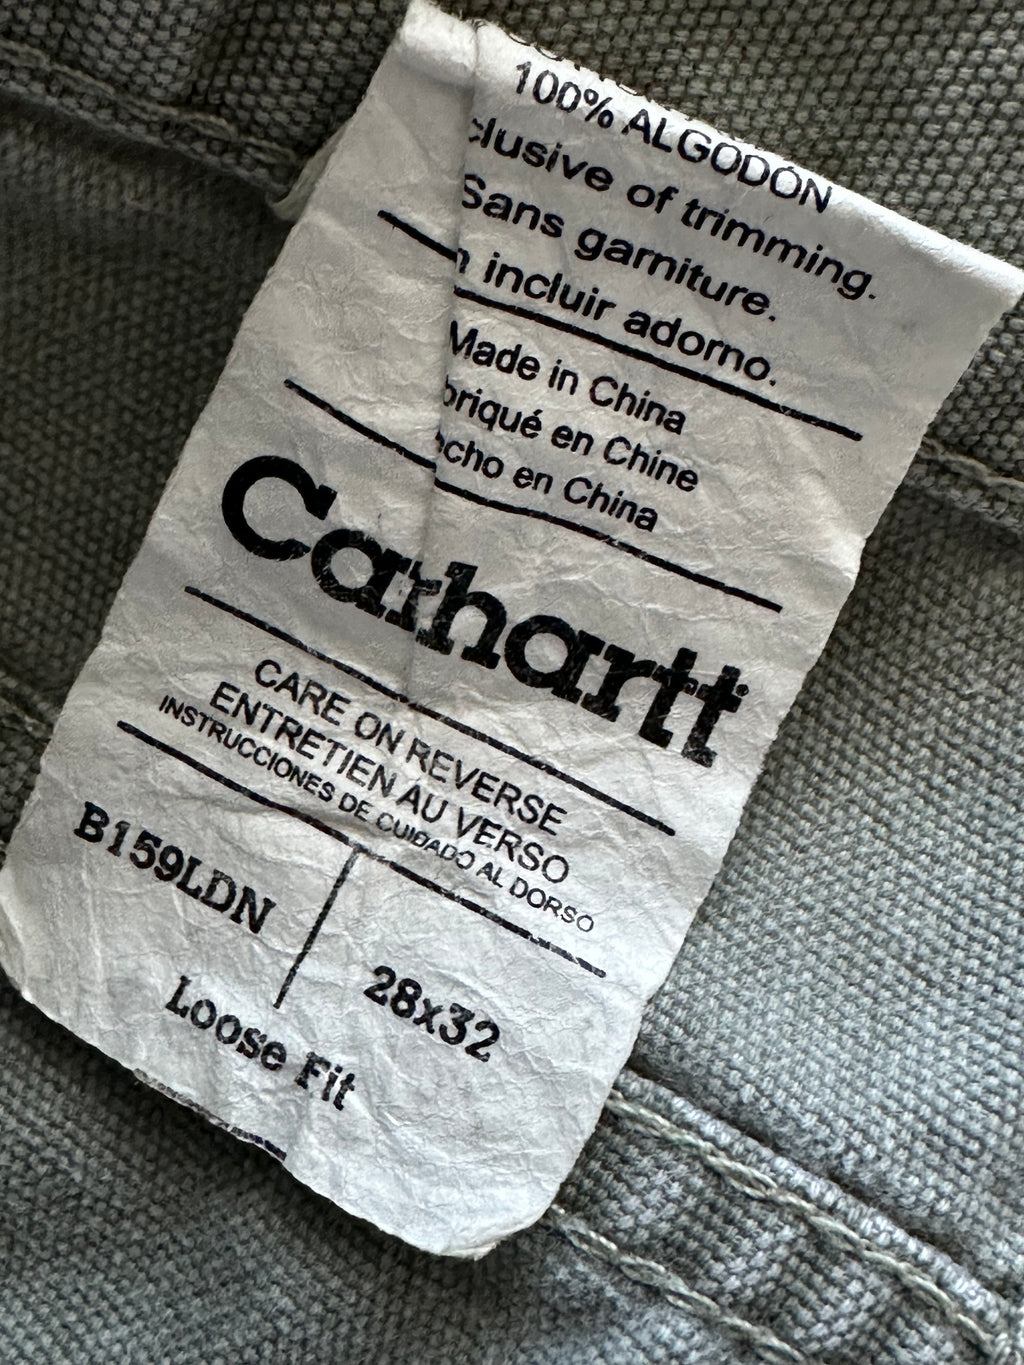 100% ALGODÓN
clusive of trimming.
Sans garniture.
n incluir adorno.
Made in China
briqué en Chine
echo en China
Carhartt
CARE ON REVERSE
ENTRETIEN AU VERSO
INSTRUCCIONES DE CUIDADO AL DORSO
B159LDN
28x32
Loose Fit